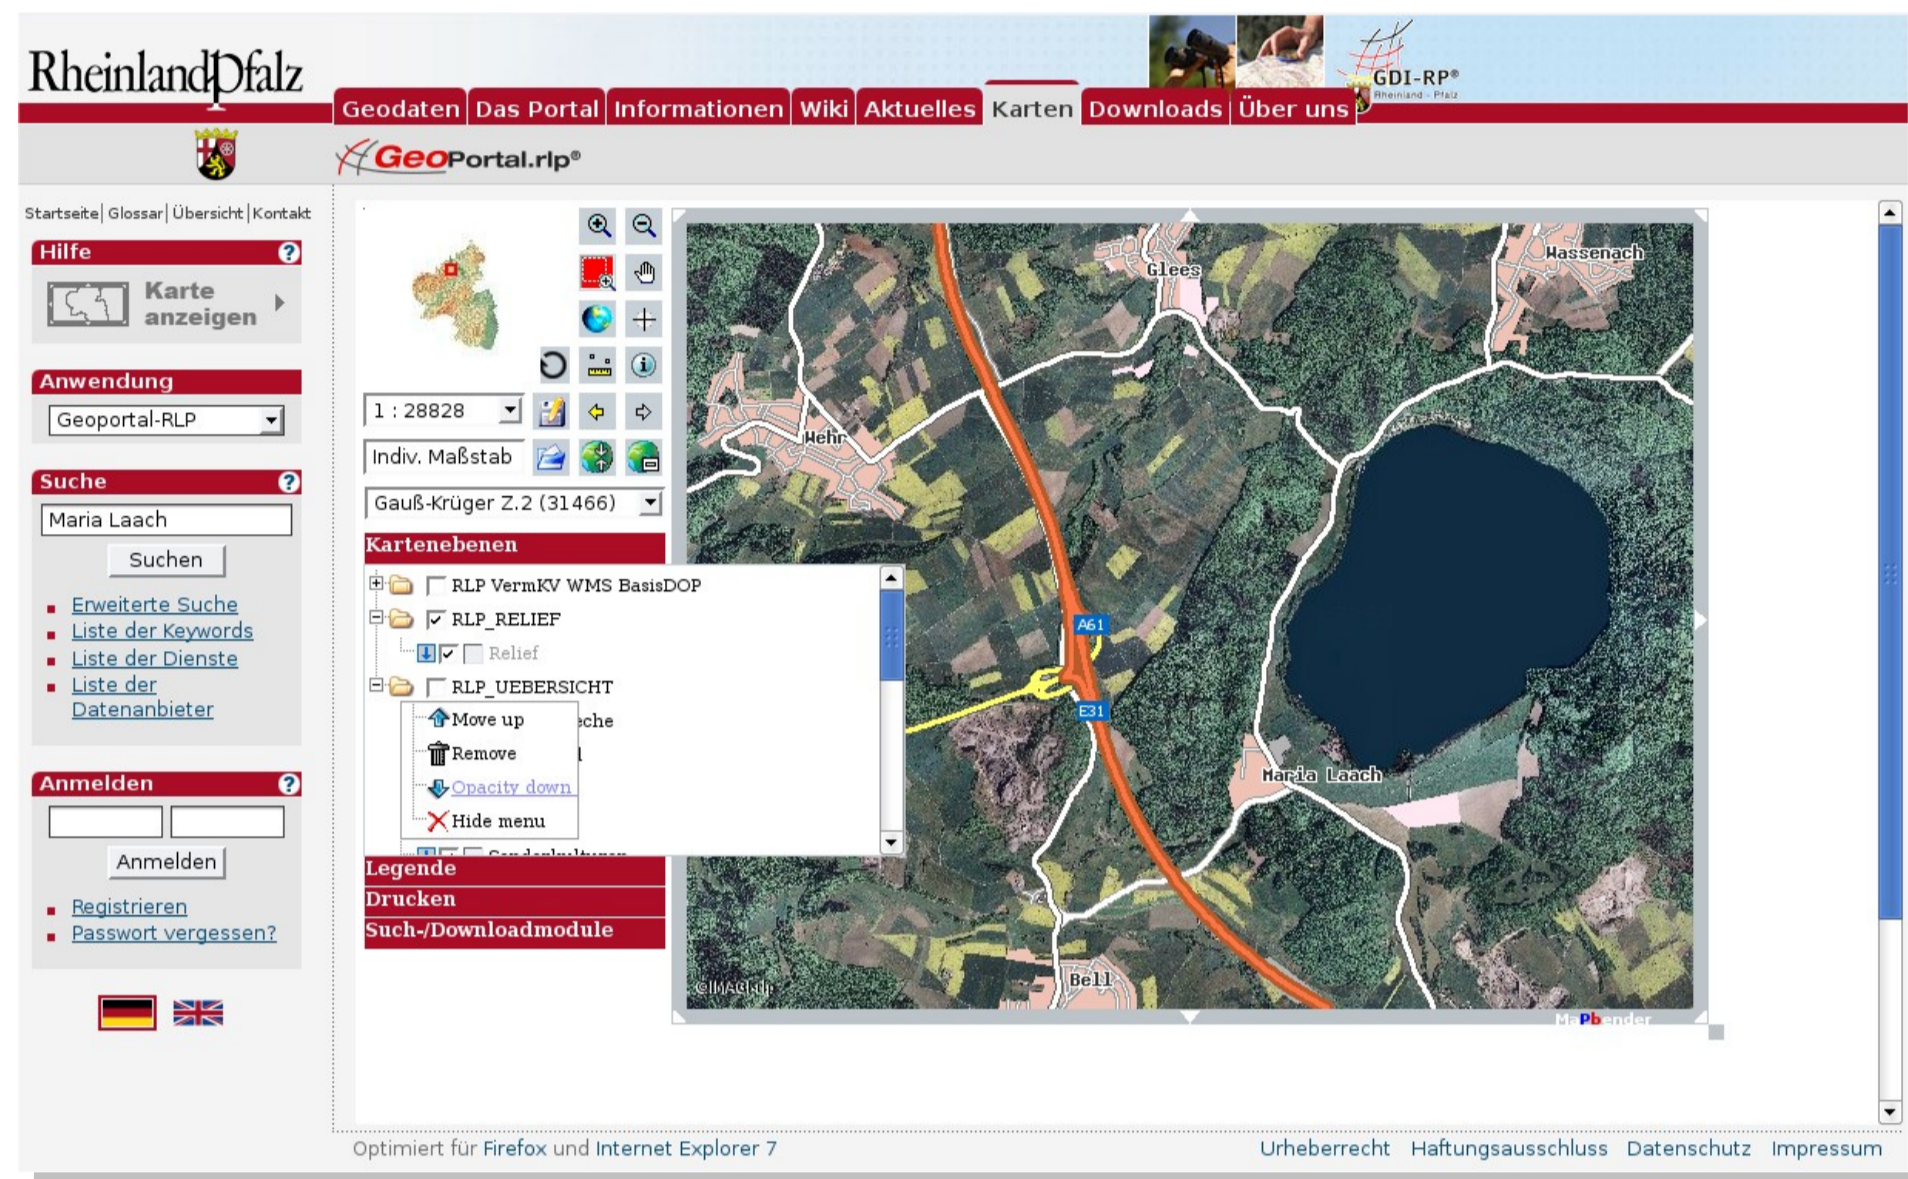 RheinlandPfalz
GDI-RP®
Rheinland - Pfalz
Geodaten Das Portal Informationen Wiki Aktuelles Karten Downloads Über uns
GeoPortal.rlp®
Startseite| Glossar| Übersicht| Kontakt
Hilfe ?
Karte
anzeigen
Anwendung
Geoportal-RLP
Suche ?
Maria Laach
Suchen
Erweiterte Suche
Liste der Keywords
Liste der Dienste
Liste der
Datenanbieter
Anmelden ?
Anmelden
Registrieren
Passwort vergessen?
1 : 28828
Indiv. Maßstab
Gauß-Krüger Z.2 (31466)
Kartenebenen
RLP VermKV WMS BasisDOP
RLP_RELIEF
Relief
RLP_UEBERSICHT
Move up
Remove
Opacity down
Hide menu
Legende
Drucken
Such-/Downloadmodule
Wassenach
Glees
Wehr
A61
E31
Maria Laach
Bell
MaPbender
Optimiert für Firefox und Internet Explorer 7
Urheberrecht Haftungsausschluss Datenschutz Impressum